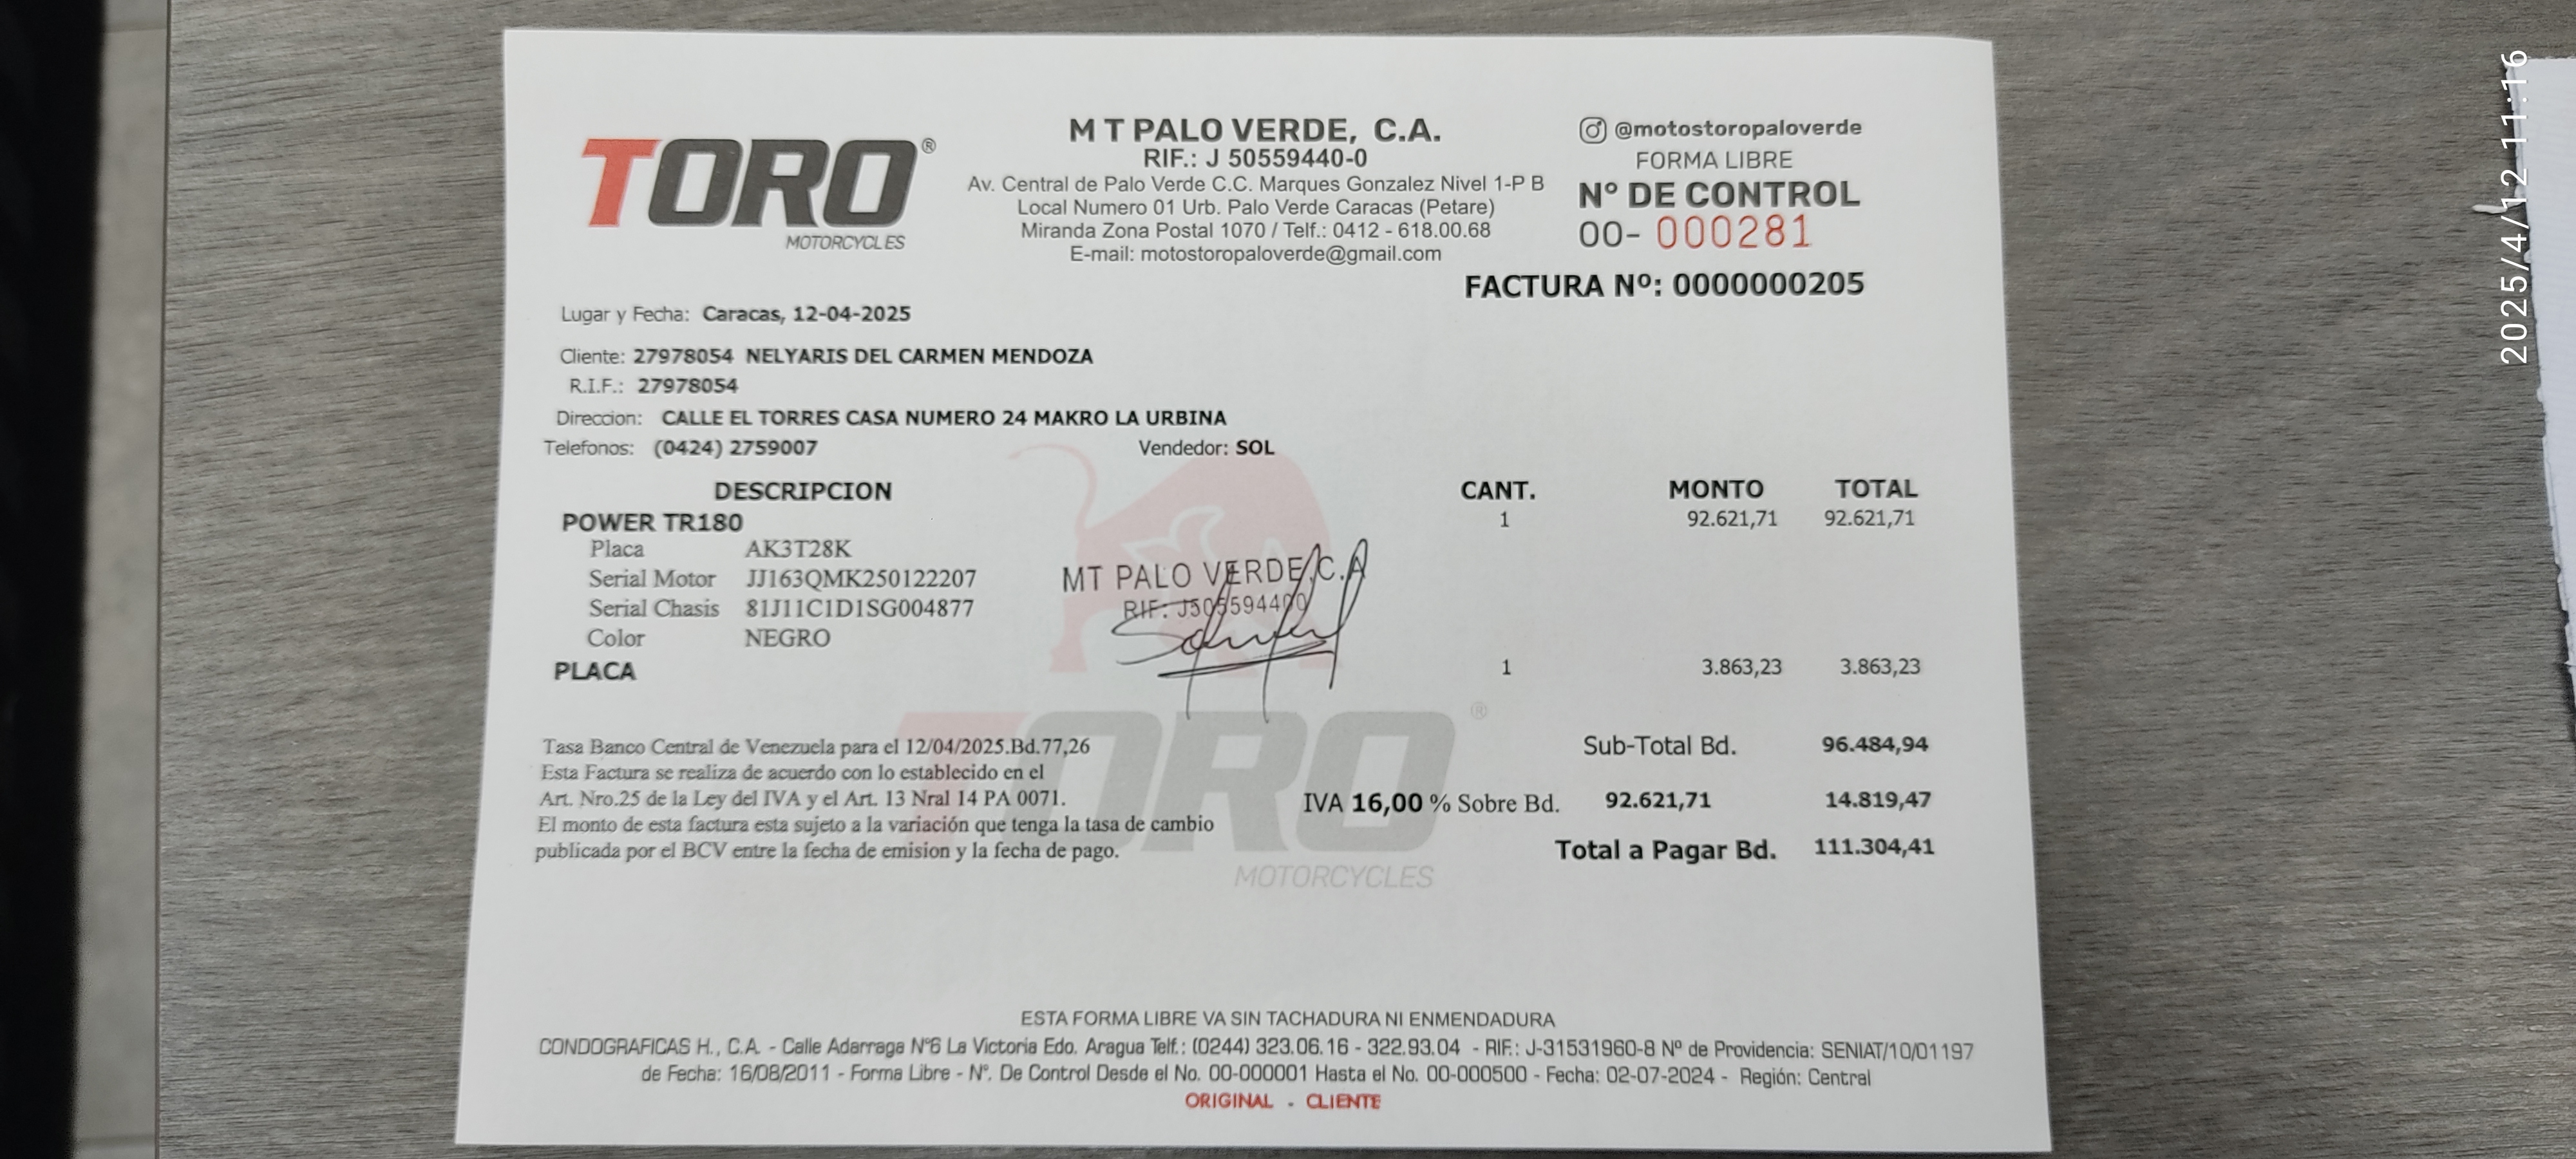 TORO®
MOTORCYCLES
M T PALO VERDE, C.A.
RIF.: J 50559440-0
Av. Central de Palo Verde C.C. Marques Gonzalez Nivel 1-P B
Local Numero 01 Urb. Palo Verde Caracas (Petare)
Miranda Zona Postal 1070 / Telf.: 0412 - 618.00.68
E-mail: motostoropaloverde@gmail.com
@motostoropaloverde
FORMA LIBRE
N° DE CONTROL
00- 000281
FACTURA Nº: 0000000205
Lugar y Fecha: Caracas, 12-04-2025
Cliente: 27978054 NELYARIS DEL CARMEN MENDOZA
R.I.F.: 27978054
Direccion: CALLE EL TORRES CASA NUMERO 24 MAKRO LA URBINA
Telefonos: (0424) 2759007 Vendedor: SOL
DESCRIPCION CANT. MONTO TOTAL
POWER TR180 1 92.621,71 92.621,71
Placa AK3T28K
Serial Motor JJ163QMK250122207
Serial Chasis 81J11C1D1SG004877
Color NEGRO
MT PALO VERDE, C.A
RIF: J505594400
PLACA 1 3.863,23 3.863,23
TORO®
MOTORCYCLES
Tasa Banco Central de Venezuela para el 12/04/2025.Bd.77,26
Esta Factura se realiza de acuerdo con lo establecido en el
Art. Nro.25 de la Ley del IVA y el Art. 13 Nral 14 PA 0071.
El monto de esta factura esta sujeto a la variación que tenga la tasa de cambio
publicada por el BCV entre la fecha de emision y la fecha de pago.
Sub-Total Bd. 96.484,94
IVA 16,00 % Sobre Bd. 92.621,71 14.819,47
Total a Pagar Bd. 111.304,41
ESTA FORMA LIBRE VA SIN TACHADURA NI ENMENDADURA
CONDOGRAFICAS H., C.A. - Calle Adarraga N°6 La Victoria Edo. Aragua Telf.: (0244) 323.06.16 - 322.93.04 - RIF.: J-31531960-8 Nº de Providencia: SENIAT/10/01197
de Fecha: 16/08/2011 - Forma Libre - N°. De Control Desde el No. 00-000001 Hasta el No. 00-000500 - Fecha: 02-07-2024 - Región: Central
ORIGINAL - CLIENTE
2025/4/12 11:16